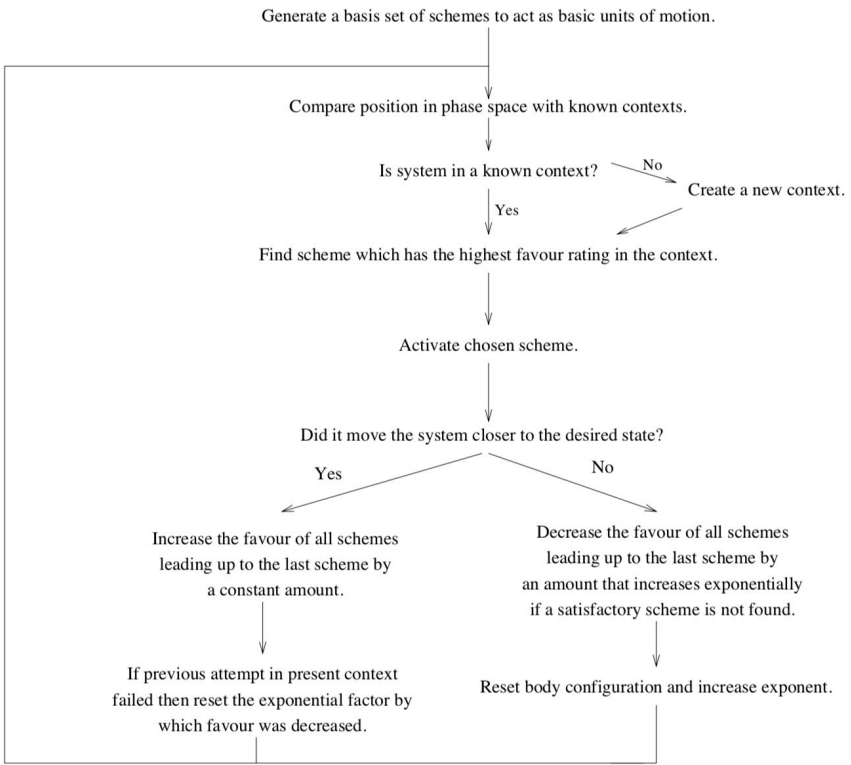 Generate a basis set of schemes to act as basic units of motion.
Compare position in phase space with known contexts.
Is system in a known context?
No
Create a new context.
Yes
Find scheme which has the highest favour rating in the context.
Activate chosen scheme.
Did it move the system closer to the desired state?
Yes
No
Increase the favour of all schemes
leading up to the last scheme by
a constant amount.
Decrease the favour of all schemes
leading up to the last scheme by
an amount that increases exponentially
if a satisfactory scheme is not found.
If previous attempt in present context
failed then reset the exponential factor by
which favour was decreased.
Reset body configuration and increase exponent.